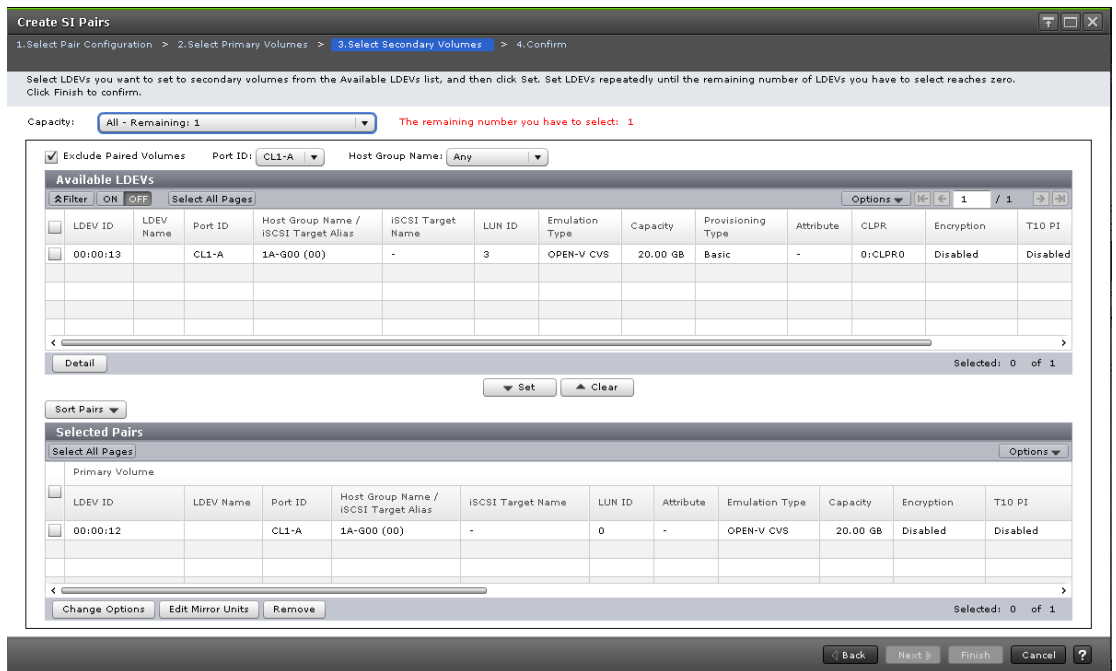 Create SI Pairs
1.Select Pair Configuration > 2.Select Primary Volumes > 3.Select Secondary Volumes > 4.Confirm
Select LDEVs you want to set to secondary volumes from the Available LDEVs list, and then click Set. Set LDEVs repeatedly until the remaining number of LDEVs you have to select reaches zero.
Click Finish to confirm.
Capacity: All - Remaining: 1 The remaining number you have to select: 1
Exclude Paired Volumes Port ID: CL1-A Host Group Name: Any
Available LDEVs
Filter ON OFF Select All Pages Options 1 / 1
LDEV ID LDEV Name Port ID Host Group Name / iSCSI Target Alias iSCSI Target Name LUN ID Emulation Type Capacity Provisioning Type Attribute CLPR Encryption T10 PI
00:00:13 CL1-A 1A-G00 (00) - 3 OPEN-V CVS 20.00 GB Basic - 0:CLPR0 Disabled Disabled
Detail Selected: 0 of 1
Set Clear
Sort Pairs
Selected Pairs
Select All Pages Options
Primary Volume
LDEV ID LDEV Name Port ID Host Group Name / iSCSI Target Alias iSCSI Target Name LUN ID Attribute Emulation Type Capacity Encryption T10 PI
00:00:12 CL1-A 1A-G00 (00) - 0 - OPEN-V CVS 20.00 GB Disabled Disabled
Change Options Edit Mirror Units Remove Selected: 0 of 1
Back Next Finish Cancel ?